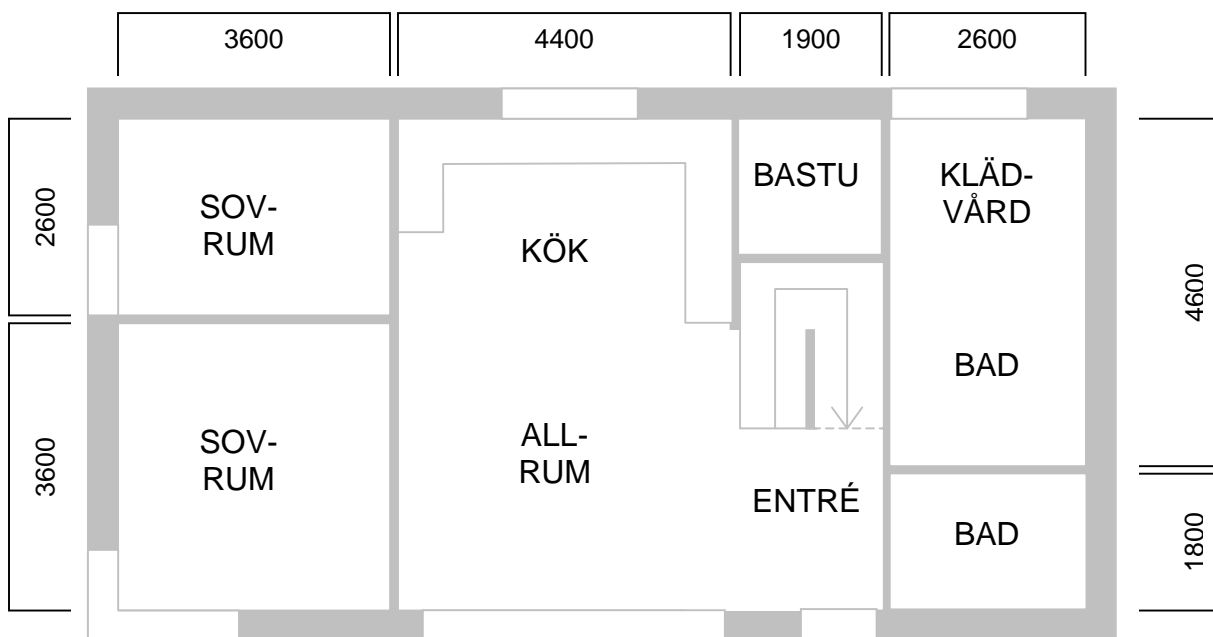 3600 4400 1900 2600
2600
3600
4600
1800
SOV-
RUM
KÖK
BASTU
KLÄD-
VÅRD
SOV-
RUM
ALL-
RUM
ENTRÉ
BAD
BAD